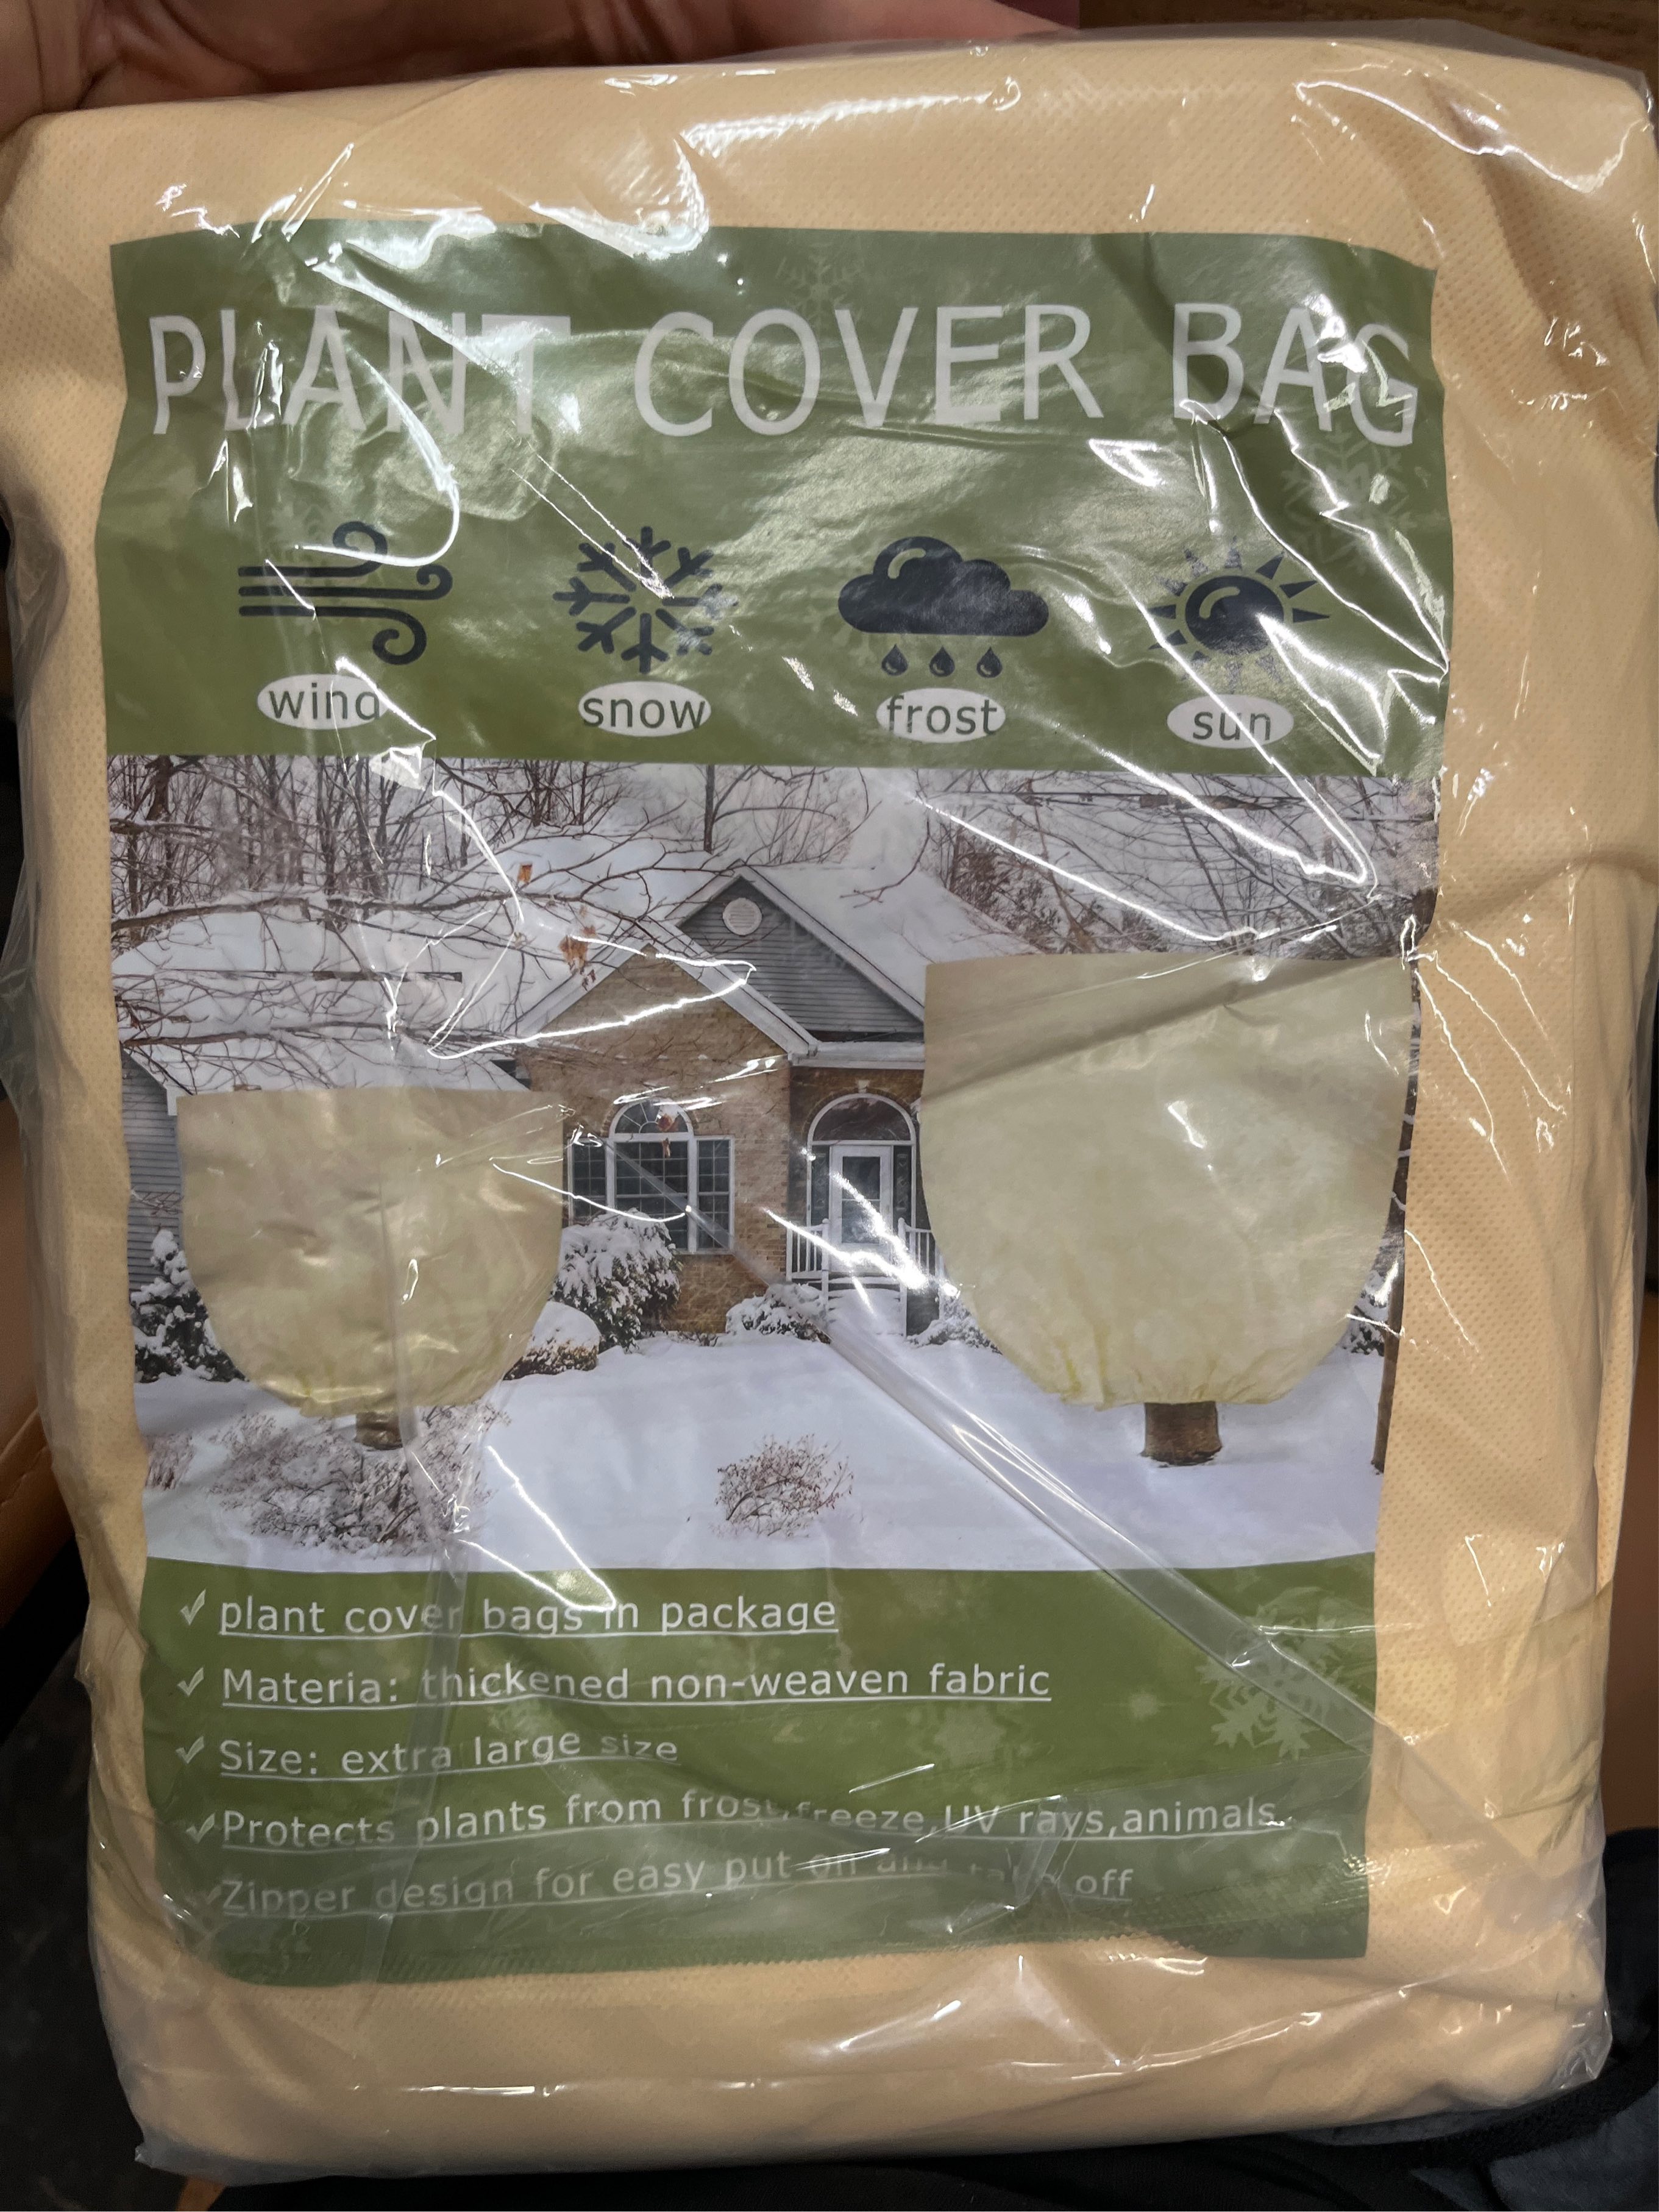 PLANT COVER BAG
wind
snow
frost
sun
plant cover bags in package
Materia: thickened non-weaven fabric
Size: extra large size
Protects plants from frost,freeze,UV rays,animals.
Zipper design for easy put on and take off